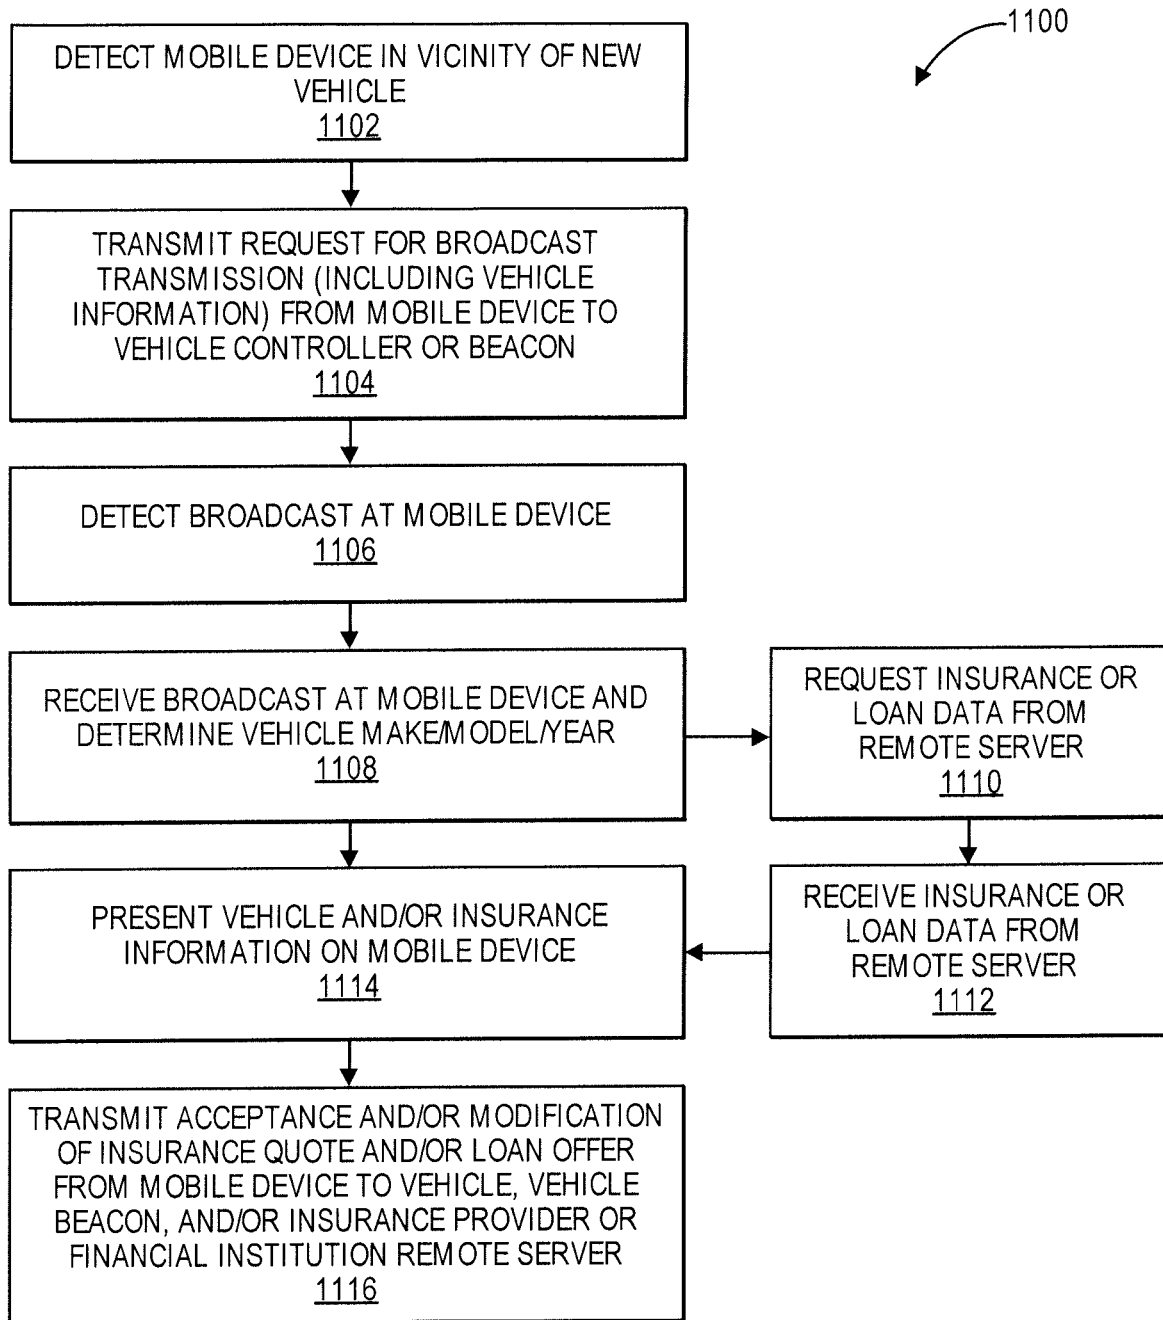 1100
DETECT MOBILE DEVICE IN VICINITY OF NEW
VEHICLE
1102
TRANSMIT REQUEST FOR BROADCAST
TRANSMISSION (INCLUDING VEHICLE
INFORMATION) FROM MOBILE DEVICE TO
VEHICLE CONTROLLER OR BEACON
1104
DETECT BROADCAST AT MOBILE DEVICE
1106
RECEIVE BROADCAST AT MOBILE DEVICE AND
DETERMINE VEHICLE MAKE/MODEL/YEAR
1108
REQUEST INSURANCE OR
LOAN DATA FROM
REMOTE SERVER
1110
RECEIVE INSURANCE OR
LOAN DATA FROM
REMOTE SERVER
1112
PRESENT VEHICLE AND/OR INSURANCE
INFORMATION ON MOBILE DEVICE
1114
TRANSMIT ACCEPTANCE AND/OR MODIFICATION
OF INSURANCE QUOTE AND/OR LOAN OFFER
FROM MOBILE DEVICE TO VEHICLE, VEHICLE
BEACON, AND/OR INSURANCE PROVIDER OR
FINANCIAL INSTITUTION REMOTE SERVER
1116